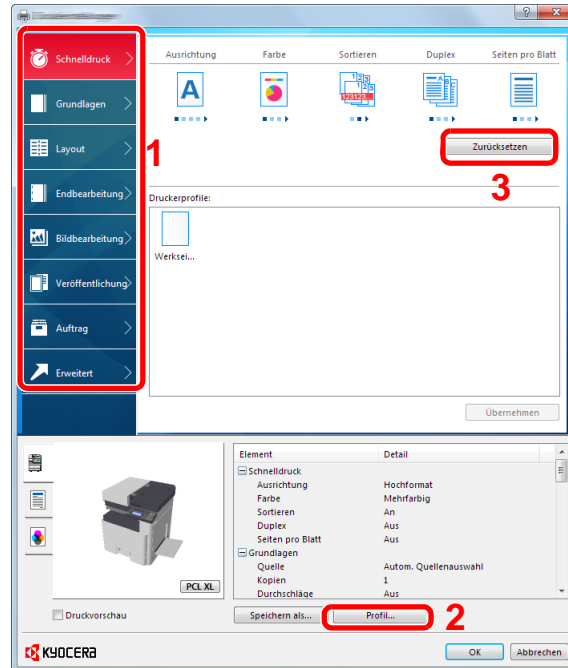 Schnelldruck
Grundlagen
Layout
Endbearbeitung
Bildbearbeitung
Veröffentlichung
Auftrag
Erweitert
1
Ausrichtung Farbe Sortieren Duplex Seiten pro Blatt
A
Zurücksetzen
3
Druckerprofile:
Werksei...
Übernehmen
PCL XL
Druckvorschau
Element Detail
Schnelldruck
Ausrichtung Hochformat
Farbe Mehrfarbig
Sortieren An
Duplex Aus
Seiten pro Blatt Aus
Grundlagen
Quelle Autom. Quellenauswahl
Kopien 1
Durchschläge Aus
Speichern als... Profil... 2
KYOCERA
OK Abbrechen